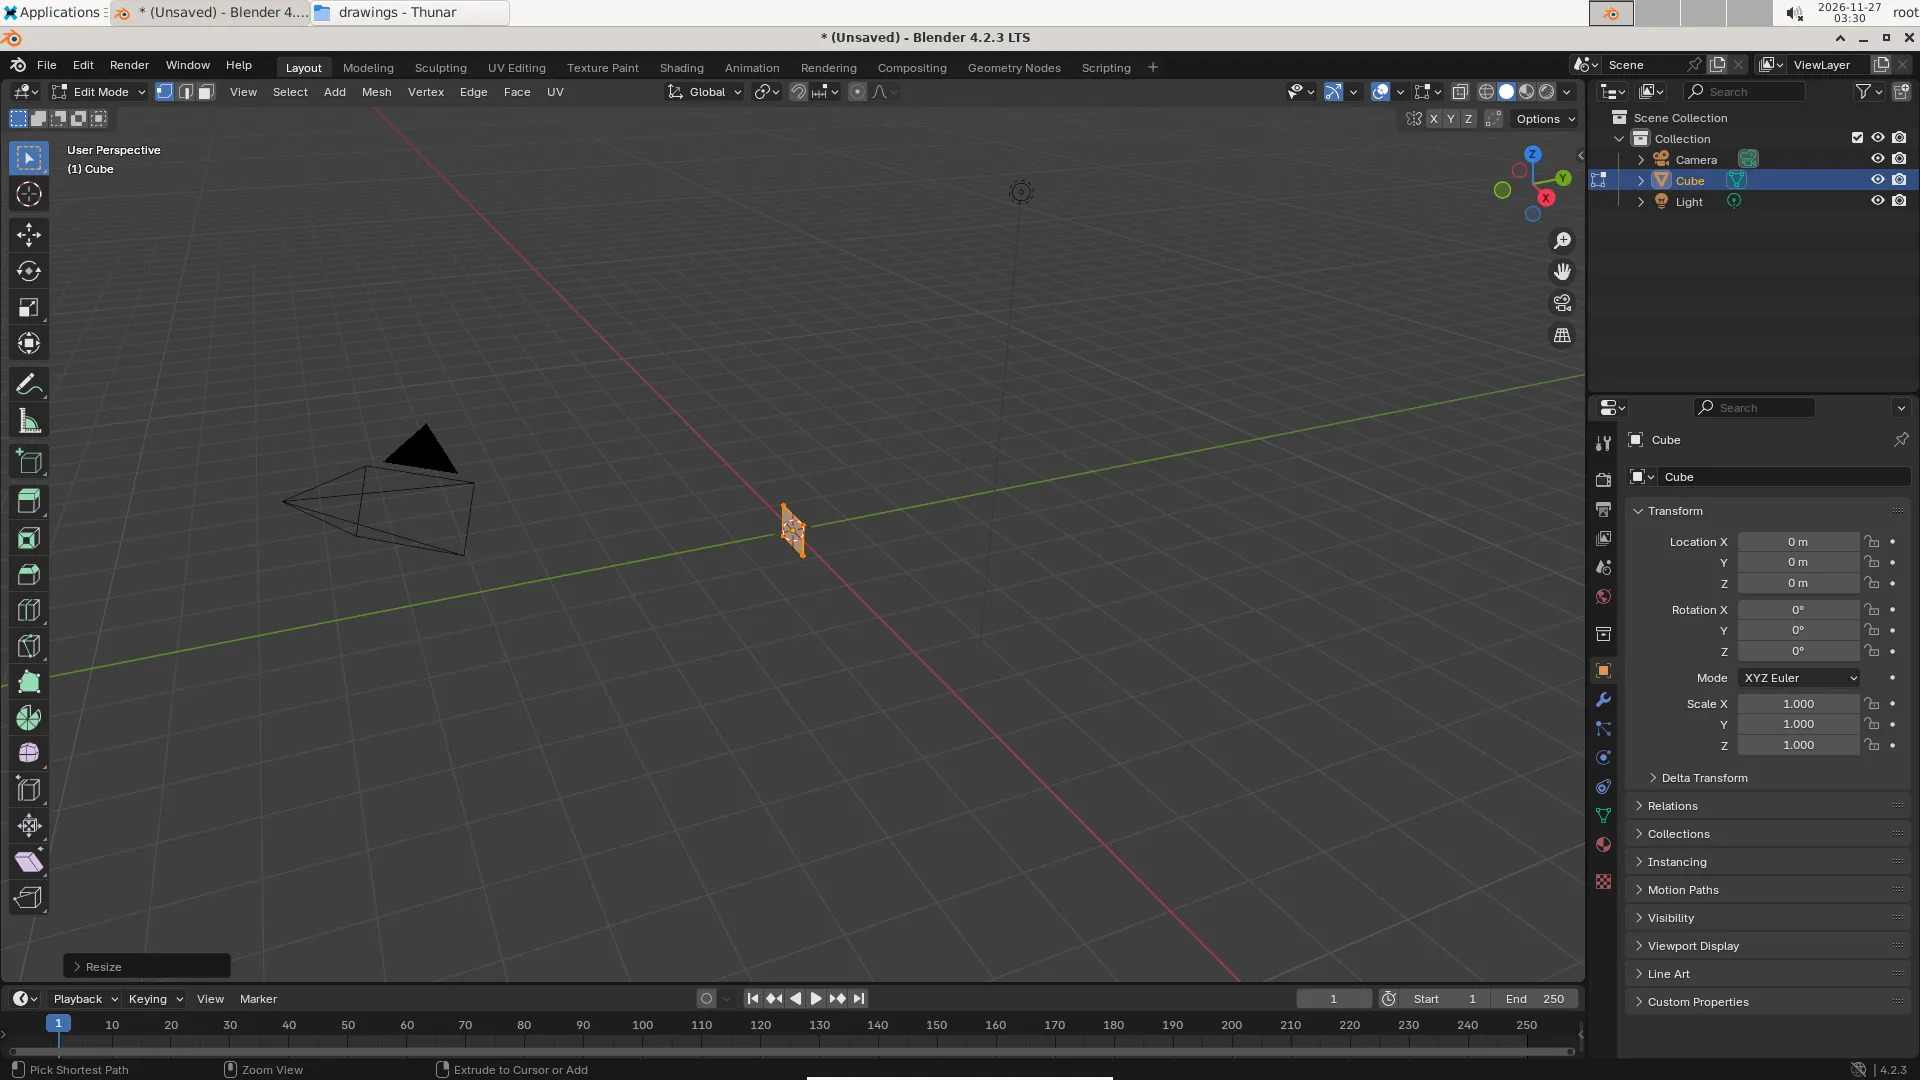 Applications
* (Unsaved) - Blender 4....
drawings - Thunar
2026-11-27
03:30
root
* (Unsaved) - Blender 4.2.3 LTS
File Edit Render Window Help
Layout Modeling Sculpting UV Editing Texture Paint Shading Animation Rendering Compositing Geometry Nodes Scripting
Scene
ViewLayer
Edit Mode
View Select Add Mesh Vertex Edge Face UV
Global
Search
X Y Z
Options
User Perspective
(1) Cube
Z
Y
X
Scene Collection
Collection
Camera
Cube
Light
Search
Cube
Cube
Transform
Location X 0 m
Y 0 m
Z 0 m
Rotation X 0°
Y 0°
Z 0°
Mode XYZ Euler
Scale X 1.000
Y 1.000
Z 1.000
Delta Transform
Relations
Collections
Instancing
Motion Paths
Visibility
Viewport Display
Line Art
Custom Properties
Resize
Playback Keying View Marker
1
Start 1
End 250
1 10 20 30 40 50 60 70 80 90 100 110 120 130 140 150 160 170 180 190 200 210 220 230 240 250
Pick Shortest Path
Zoom View
Extrude to Cursor or Add
4.2.3